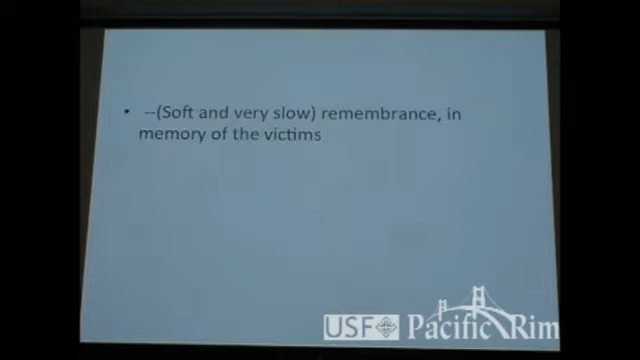 • --(Soft and very slow) remembrance, in
memory of the victims
USF Pacific Rim